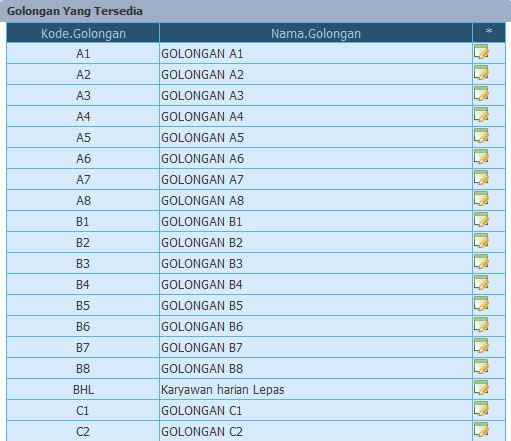 Golongan Yang Tersedia
Kode.Golongan Nama.Golongan *
A1 GOLONGAN A1
A2 GOLONGAN A2
A3 GOLONGAN A3
A4 GOLONGAN A4
A5 GOLONGAN A5
A6 GOLONGAN A6
A7 GOLONGAN A7
A8 GOLONGAN A8
B1 GOLONGAN B1
B2 GOLONGAN B2
B3 GOLONGAN B3
B4 GOLONGAN B4
B5 GOLONGAN B5
B6 GOLONGAN B6
B7 GOLONGAN B7
B8 GOLONGAN B8
BHL Karyawan harian Lepas
C1 GOLONGAN C1
C2 GOLONGAN C2